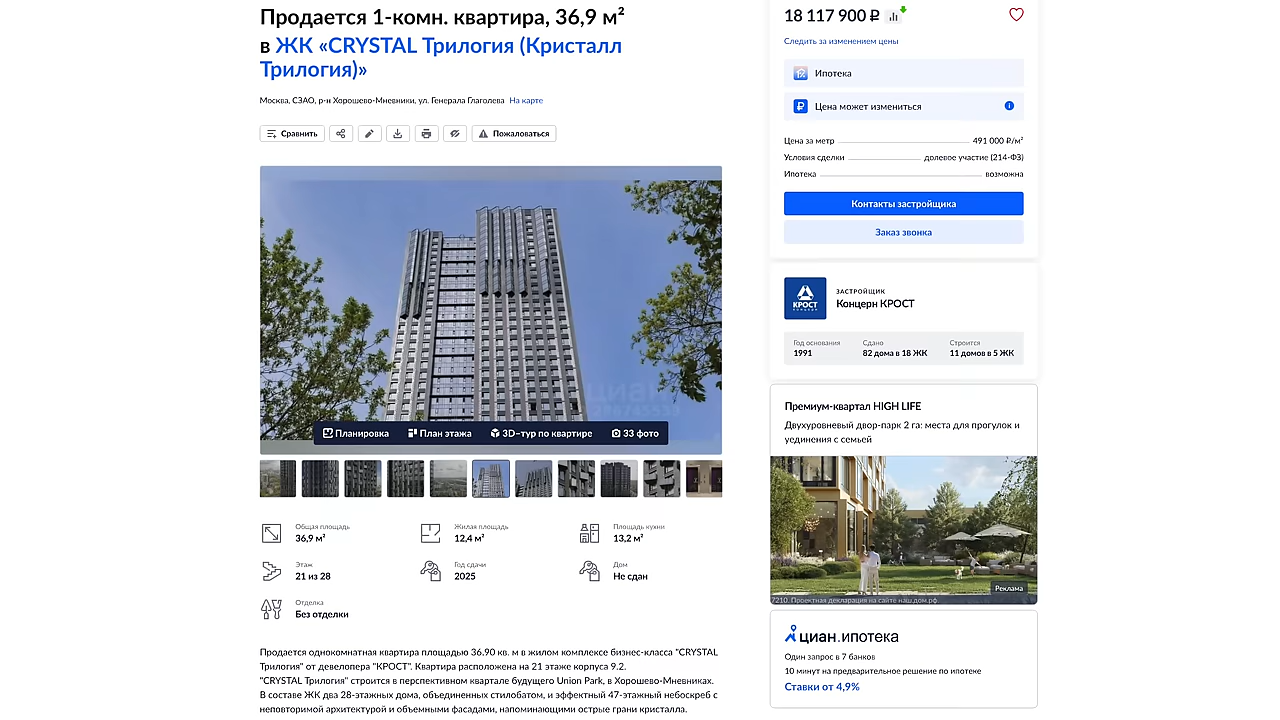 Продается 1-комн. квартира, 36,9 м²
в ЖК «CRYSTAL Трилогия (Кристалл
Трилогия)»
Москва, СЗАО, р-н Хорошево-Мневники, ул. Генерала Глаголева На карте
Сравнить
Пожаловаться
циан
Планировка
План этажа
3D-тур по квартире
33 фото
Общая площадь
36,9 м²
Жилая площадь
12,4 м²
Площадь кухни
13,2 м²
Этаж
21 из 28
Год сдачи
2025
Дом
Не сдан
Отделка
Без отделки
Продается однокомнатная квартира площадью 36.90 кв. м в жилом комплексе бизнес-класса "CRYSTAL
Трилогия" от девелопера "КРОСТ". Квартира расположена на 21 этаже корпуса 9.2.
"CRYSTAL Трилогия" строится в перспективном квартале будущего Union Park, в Хорошево-Мневниках.
В составе ЖК два 28-этажных дома, объединенных стилобатом, и эффектный 47-этажный небоскреб с
неповторимой архитектурой и объемными фасадами, напоминающими острые грани кристалла.
18 117 900 ₽
Следить за изменением цены
Ипотека
Цена может измениться
Цена за метр 491 000 ₽/м²
Условия сделки долевое участие (214-ФЗ)
Ипотека возможна
Контакты застройщика
Заказ звонка
КРОСТ
ЗАСТРОЙЩИК
Концерн КРОСТ
Год основания
1991
Сдано
82 дома в 18 ЖК
Строится
11 домов в 5 ЖК
Премиум-квартал HIGH LIFE
Двухуровневый двор-парк 2 га: места для прогулок и
уединения с семьей
Реклама
7210. Проектная декларация на сайте наш.дом.рф.
циан.ипотека
Один запрос в 7 банков
10 минут на предварительное решение по ипотеке
Ставки от 4,9%